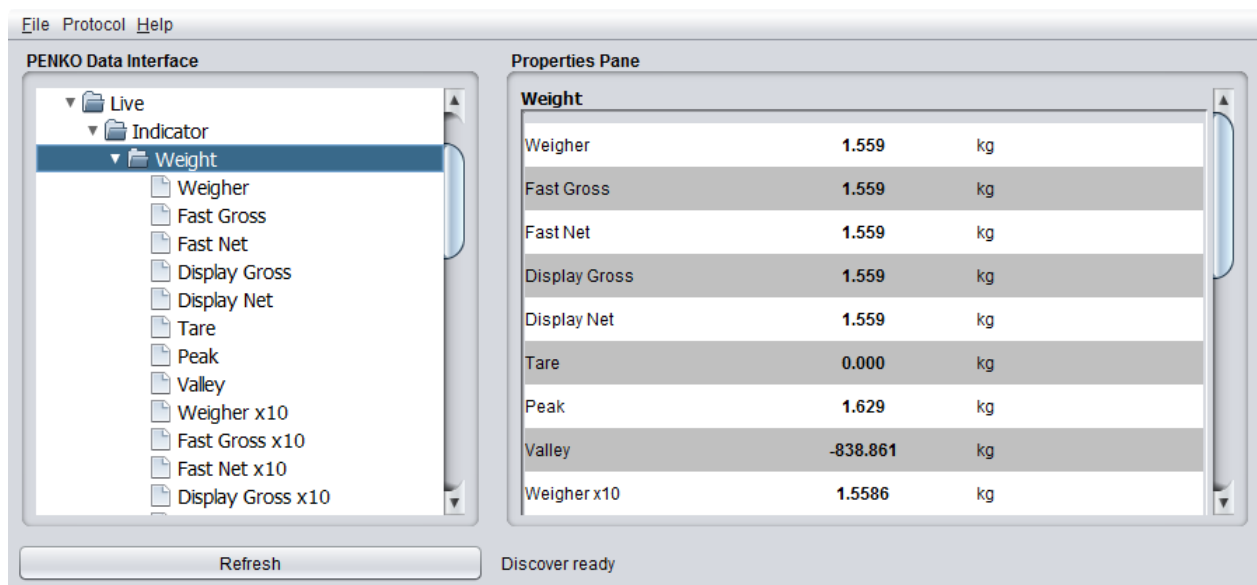 File Protocol Help
PENKO Data Interface
Live
Indicator
Weight
Weigher
Fast Gross
Fast Net
Display Gross
Display Net
Tare
Peak
Valley
Weigher x10
Fast Gross x10
Fast Net x10
Display Gross x10
Refresh
Properties Pane
Weight
Weigher 1.559 kg
Fast Gross 1.559 kg
Fast Net 1.559 kg
Display Gross 1.559 kg
Display Net 1.559 kg
Tare 0.000 kg
Peak 1.629 kg
Valley -838.861 kg
Weigher x10 1.5586 kg
Discover ready